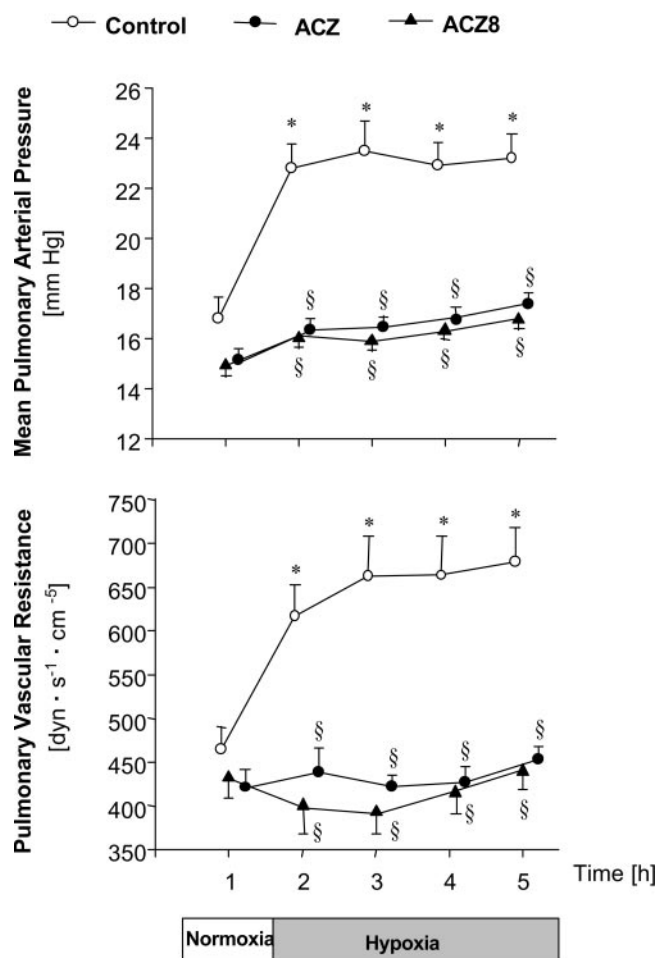 Control ACZ ACZ8
Mean Pulmonary Arterial Pressure
[mm Hg]
26
24
22
20
18
16
14
12
* * * *
§ § § §
§ § § §
Pulmonary Vascular Resistance
[dyn · s⁻¹ · cm ⁻⁵]
750
700
650
600
550
500
450
400
350
* * * *
§ § § §
§ § § §
1 2 3 4 5 Time [h]
Normoxia Hypoxia